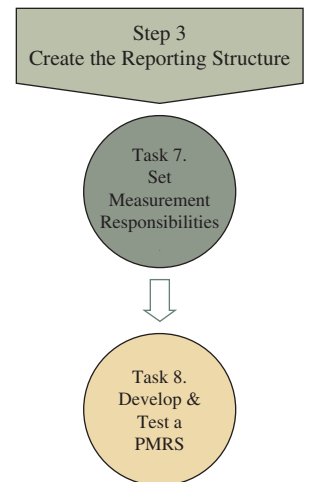 Step 3
Create the Reporting Structure
Task 7.
Set
Measurement
Responsibilities
Task 8.
Develop &
Test a
PMRS